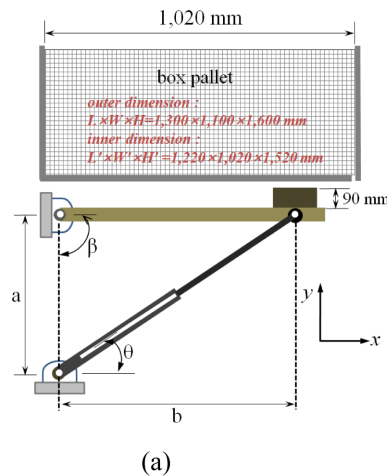 1,020 mm
box pallet
outer dimension :
L×W×H=1,300×1,100×1,600 mm
inner dimension :
L'×W'×H'=1,220×1,020×1,520 mm
90 mm
β
a
y
θ
x
b
(a)